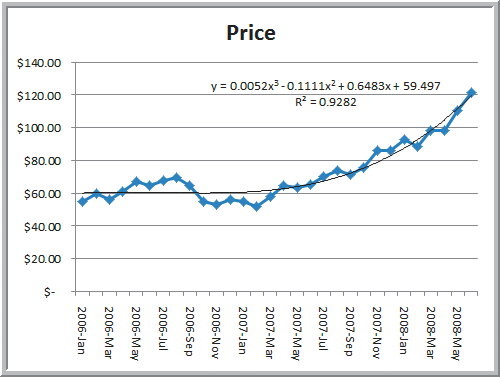 Price
y = 0.0052x³ - 0.1111x² + 0.6483x + 59.497
R² = 0.9282
$140.00
$120.00
$100.00
$80.00
$60.00
$40.00
$20.00
$-
2006-Jan
2006-Mar
2006-May
2006-Jul
2006-Sep
2006-Nov
2007-Jan
2007-Mar
2007-May
2007-Jul
2007-Sep
2007-Nov
2008-Jan
2008-Mar
2008-May